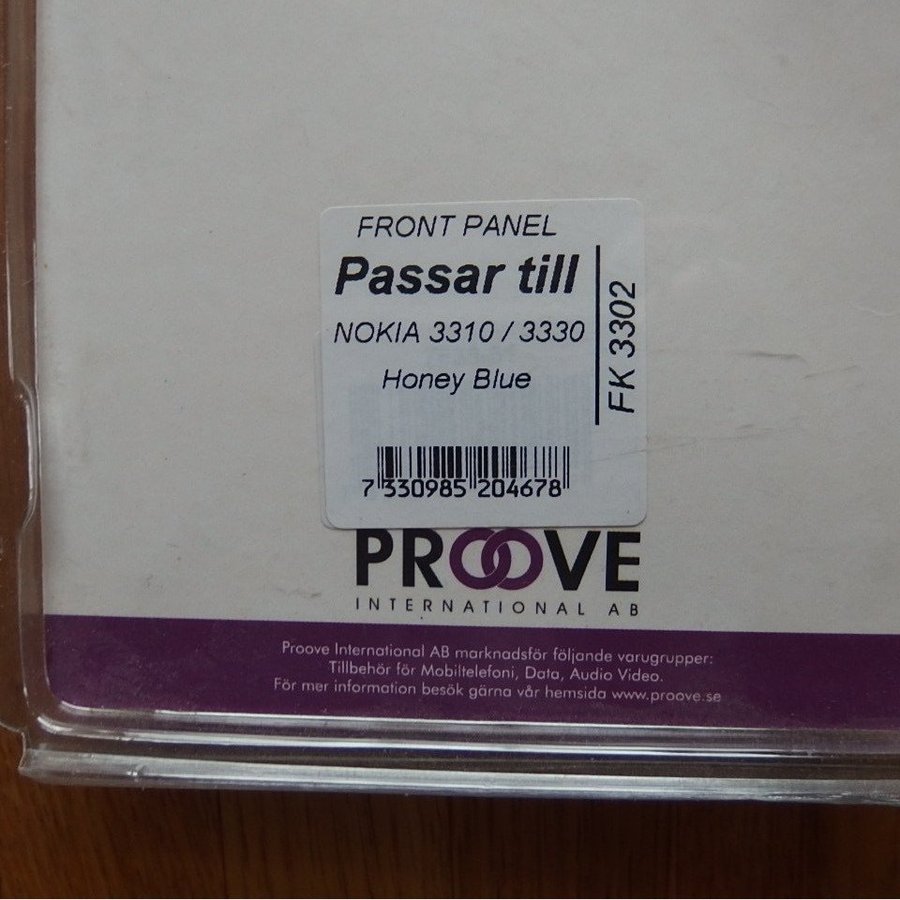 FRONT PANEL
Passar till
NOKIA 3310 / 3330
Honey Blue
FK 3302
7 330985 204678
PROOVE
INTERNATIONAL AB
Proove International AB marknadsför följande varugrupper:
Tillbehör för Mobiltelefoni, Data, Audio Video.
För mer information besök gärna vår hemsida www.proove.se